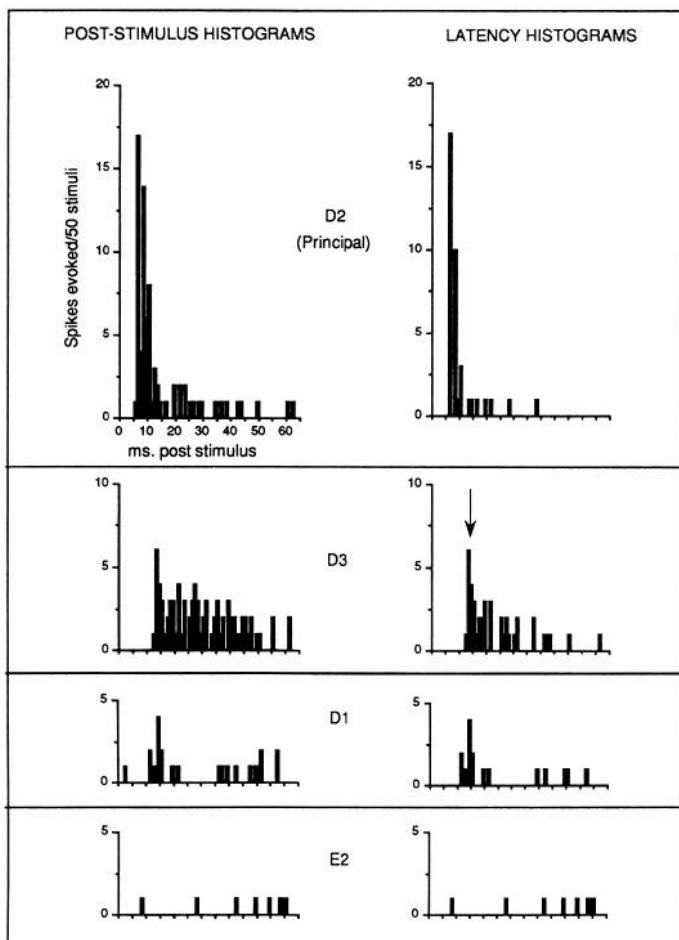 POST-STIMULUS HISTOGRAMS
LATENCY HISTOGRAMS
20
15
10
5
0
Spikes evoked/50 stimuli
0 10 20 30 40 50 60
ms. post stimulus
D2
(Principal)
20
15
10
5
0
10
5
0
D3
10
5
0
5
0
D1
5
0
5
0
E2
5
0